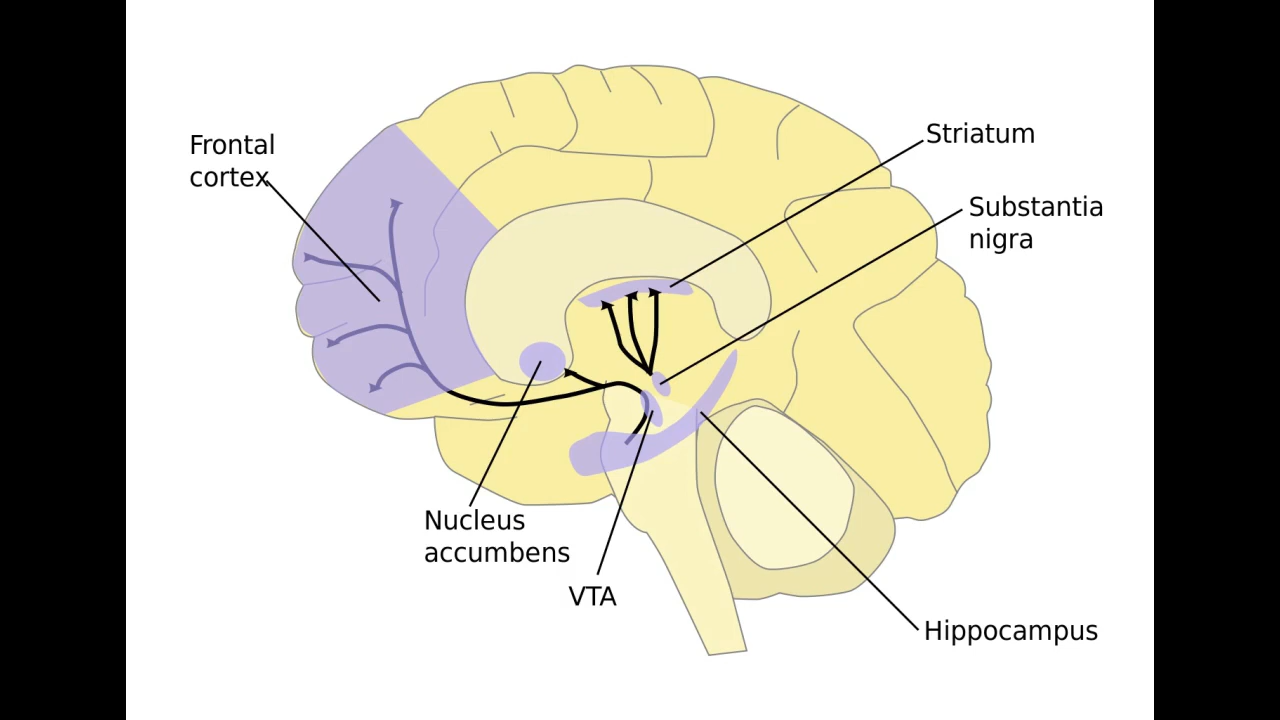 Frontal
cortex
Striatum
Substantia
nigra
Nucleus
accumbens
VTA
Hippocampus